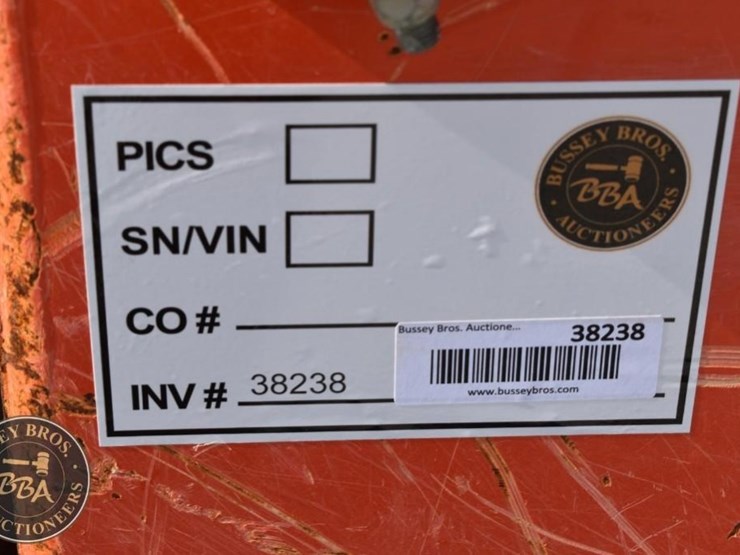 PICS
SN/VIN
CO #
INV # 38238
BUSSEY BROS.
BBA
AUCTIONEERS
Bussey Bros. Auctione... 38238
www.busseybros.com
EY BROS.
BBA
CTIONEERS